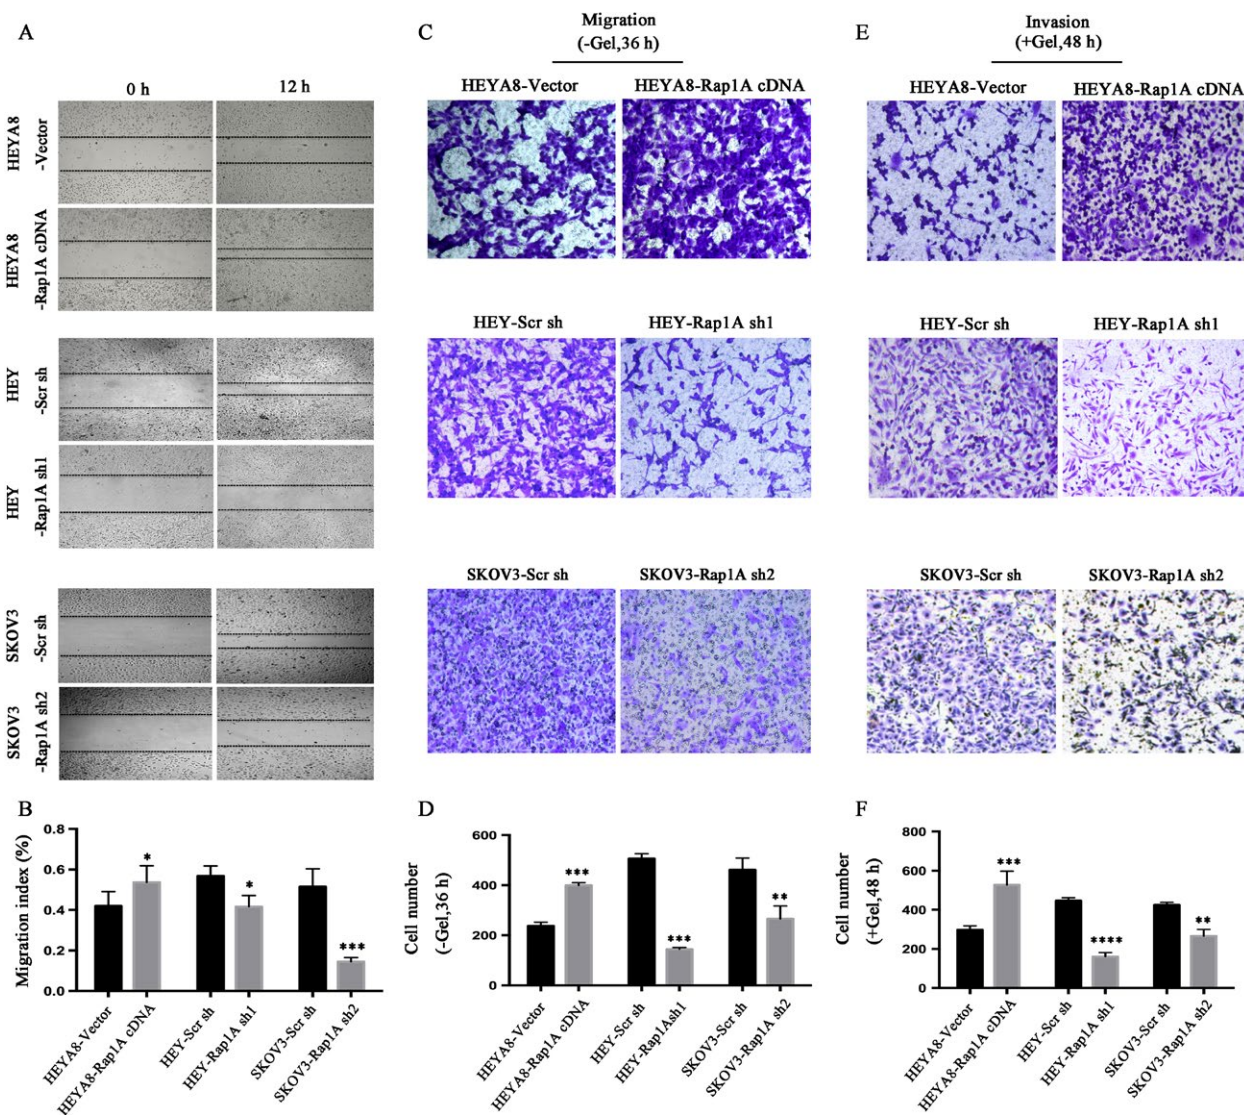 A
0 h
12 h
HEYA8
-Vector
HEYA8
-Rap1A cDNA
HEY
-Scr sh
HEY
-Rap1A sh1
SKOV3
-Scr sh
SKOV3
-Rap1A sh2
C
Migration
(-Gel,36 h)
HEYA8-Vector
HEYA8-Rap1A cDNA
HEY-Scr sh
HEY-Rap1A sh1
SKOV3-Scr sh
SKOV3-Rap1A sh2
E
Invasion
(+Gel,48 h)
HEYA8-Vector
HEYA8-Rap1A cDNA
HEY-Scr sh
HEY-Rap1A sh1
SKOV3-Scr sh
SKOV3-Rap1A sh2
B
Migration index (%)
0.8
0.6
0.4
0.2
0.0
*
*
***
HEYA8-Vector
HEYA8-Rap1A cDNA
HEY-Scr sh
HEY-Rap1A sh1
SKOV3-Scr sh
SKOV3-Rap1A sh2
D
Cell number
(-Gel,36 h)
600
400
200
0
***
***
**
HEYA8-Vector
HEYA8-Rap1A cDNA
HEY-Scr sh
HEY-Rap1Ash1
SKOV3-Scr sh
SKOV3-Rap1A sh2
F
Cell number
(+Gel,48 h)
800
600
400
200
0
***
****
**
HEYA8-Vector
HEYA8-Rap1A cDNA
HEY-Scr sh
HEY-Rap1A sh1
SKOV3-Scr sh
SKOV3-Rap1A sh2